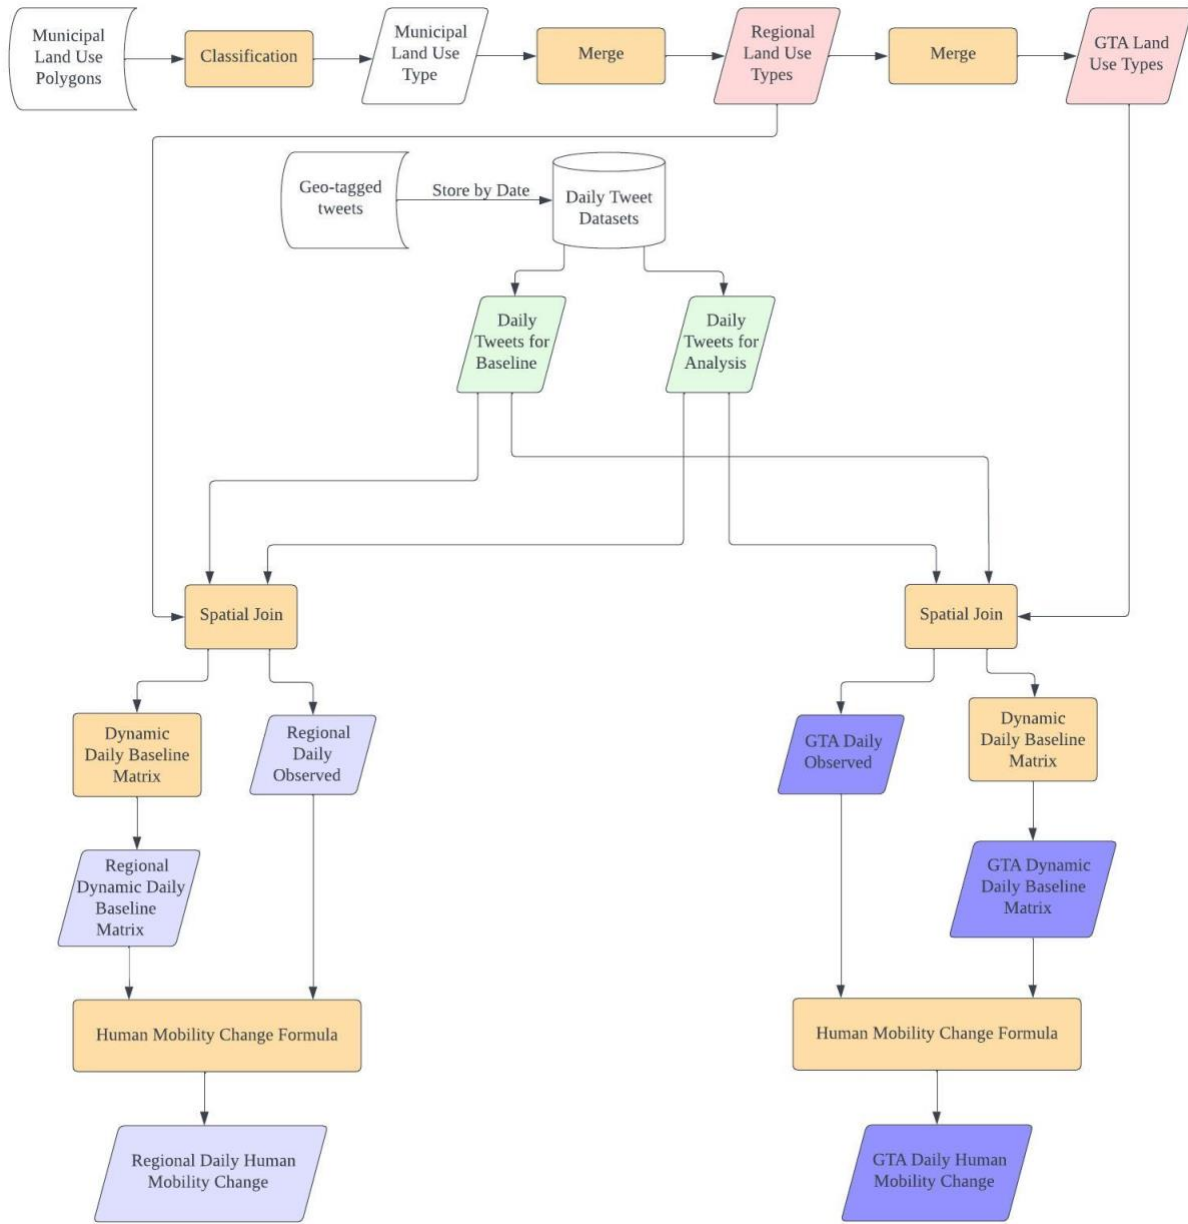 Municipal
Land Use
Polygons
Classification
Municipal
Land Use
Type
Merge
Regional
Land Use
Types
Merge
GTA Land
Use Types
Geo-tagged
tweets
Store by Date
Daily Tweet
Datasets
Daily
Tweets for
Baseline
Daily
Tweets for
Analysis
Spatial Join
Spatial Join
Dynamic
Daily Baseline
Matrix
Regional
Daily
Observed
GTA Daily
Observed
Dynamic
Daily Baseline
Matrix
Regional
Dynamic Daily
Baseline
Matrix
GTA Dynamic
Daily Baseline
Matrix
Human Mobility Change Formula
Human Mobility Change Formula
Regional Daily Human
Mobility Change
GTA Daily Human
Mobility Change